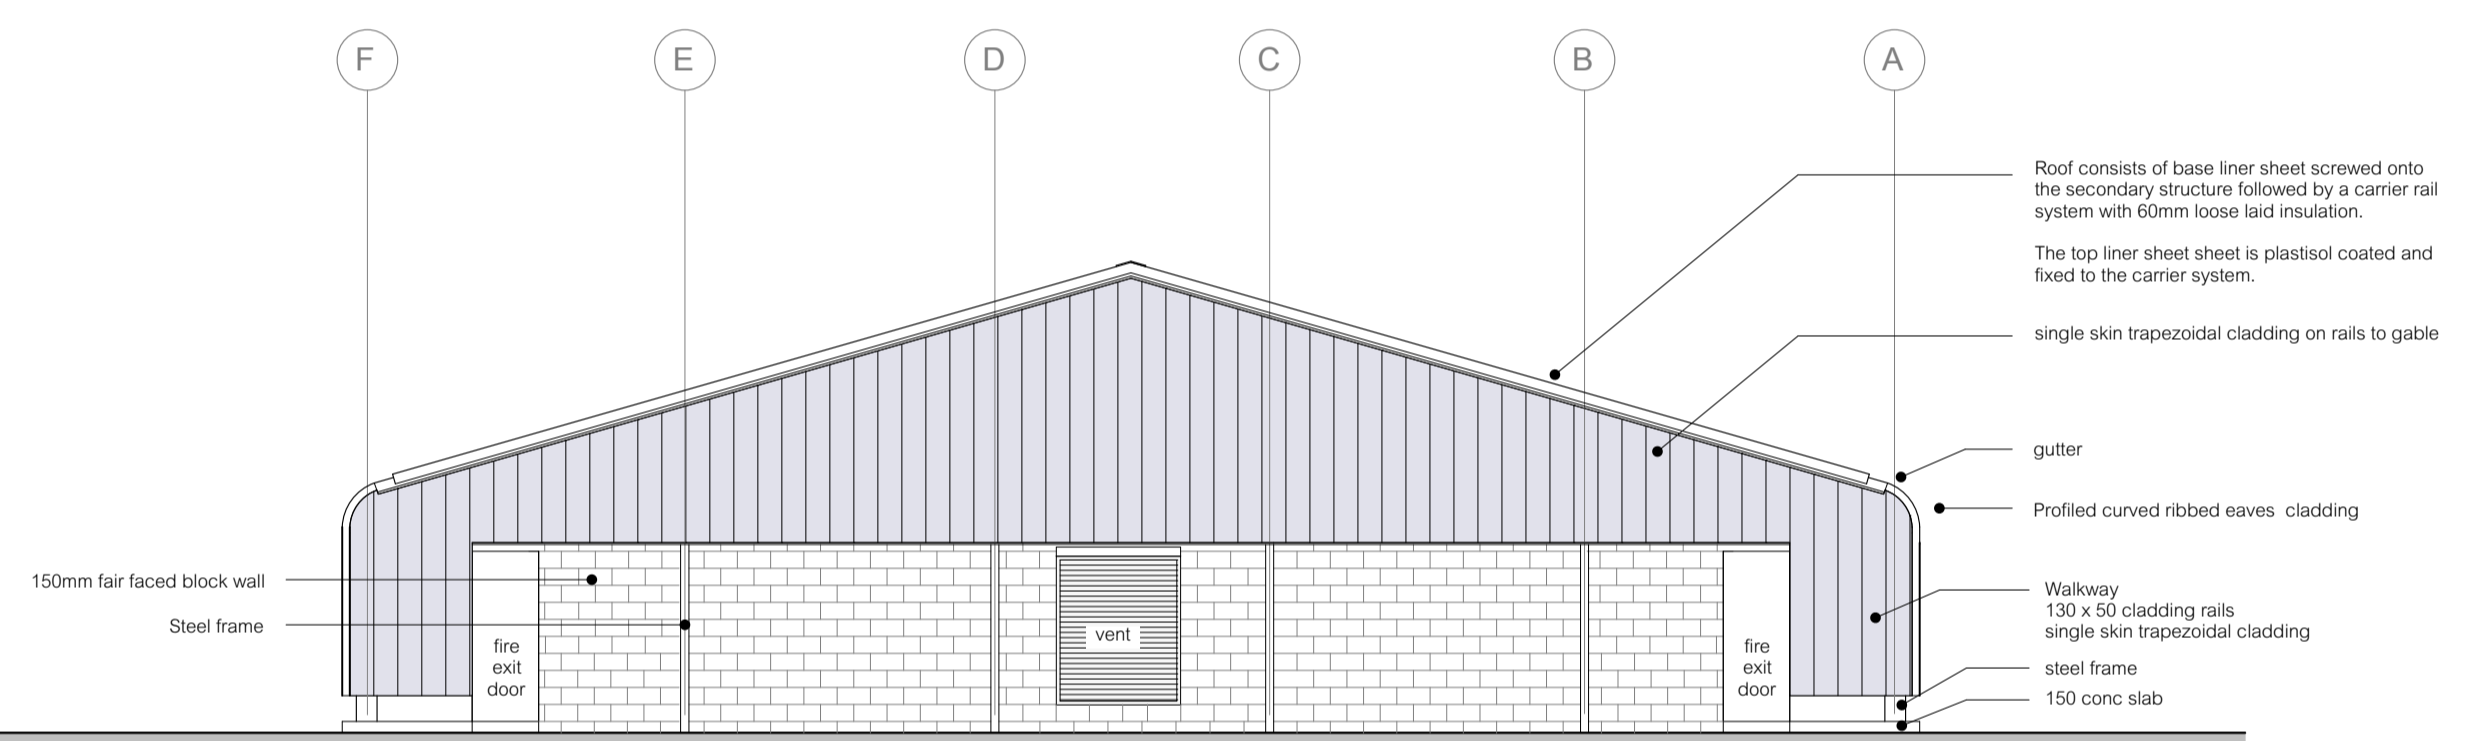 F E D C B A
Roof consists of base liner sheet screwed onto
the secondary structure followed by a carrier rail
system with 60mm loose laid insulation.
The top liner sheet sheet is plastisol coated and
fixed to the carrier system.
single skin trapezoidal cladding on rails to gable
gutter
Profiled curved ribbed eaves cladding
150mm fair faced block wall
Steel frame
fire
exit
door
vent
fire
exit
door
Walkway
130 x 50 cladding rails
single skin trapezoidal cladding
steel frame
150 conc slab